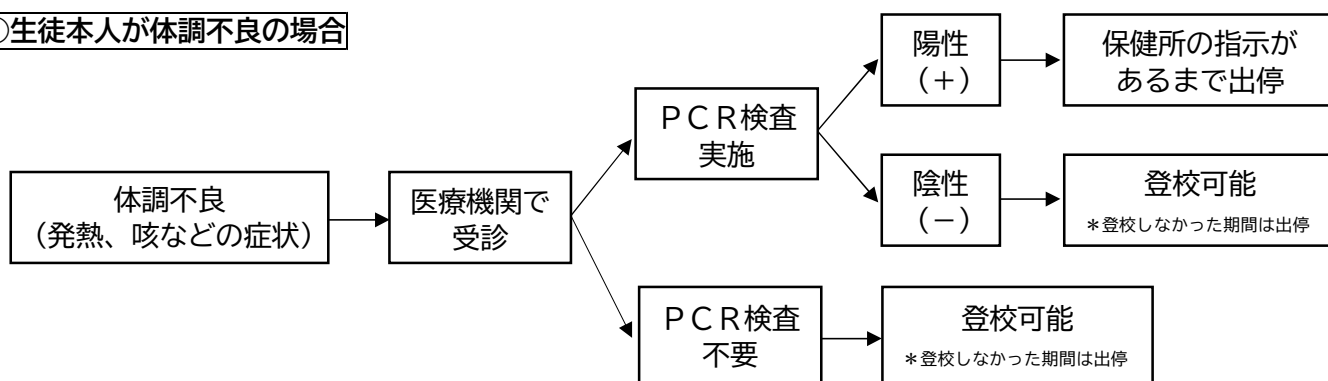 ○生徒本人が体調不良の場合
陽性
（＋）
保健所の指示が
あるまで出停
ＰＣＲ検査
実施
体調不良
（発熱、咳などの症状）
医療機関で
受診
陰性
（－）
登校可能
＊登校しなかった期間は出停
ＰＣＲ検査
不要
登校可能
＊登校しなかった期間は出停